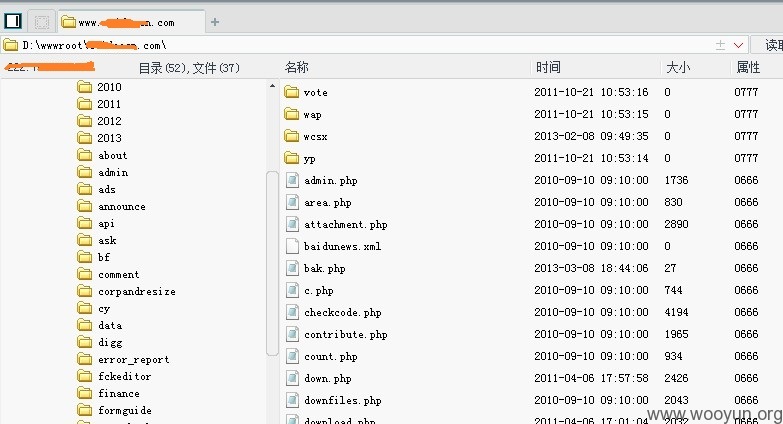 www. .com
D:\wwwroot\ .com\
读取
目录(52),文件(37)
名称 时间 大小 属性
2010
2011
2012
2013
about
admin
ads
announce
api
ask
bf
comment
corpandresize
cy
data
digg
error_report
fckeditor
finance
formguide
vote 2011-10-21 10:53:16 0 0777
wap 2011-10-21 10:53:15 0 0777
wcsx 2013-02-08 09:49:35 0 0777
yp 2011-10-21 10:53:14 0 0777
admin.php 2010-09-10 09:10:00 1736 0666
area.php 2010-09-10 09:10:00 830 0666
attachment.php 2010-09-10 09:10:00 2890 0666
baidunews.xml 2010-09-10 09:10:00 0 0666
bak.php 2013-03-08 18:44:06 27 0666
c.php 2010-09-10 09:10:00 744 0666
checkcode.php 2010-09-10 09:10:00 4194 0666
contribute.php 2010-09-10 09:10:00 1965 0666
count.php 2010-09-10 09:10:00 934 0666
down.php 2011-04-06 17:57:58 2426 0666
downfiles.php 2010-09-10 09:10:00 2043 0666
download.php 2011-04-06 17:01:04 2032 0666
www.wooyun.org